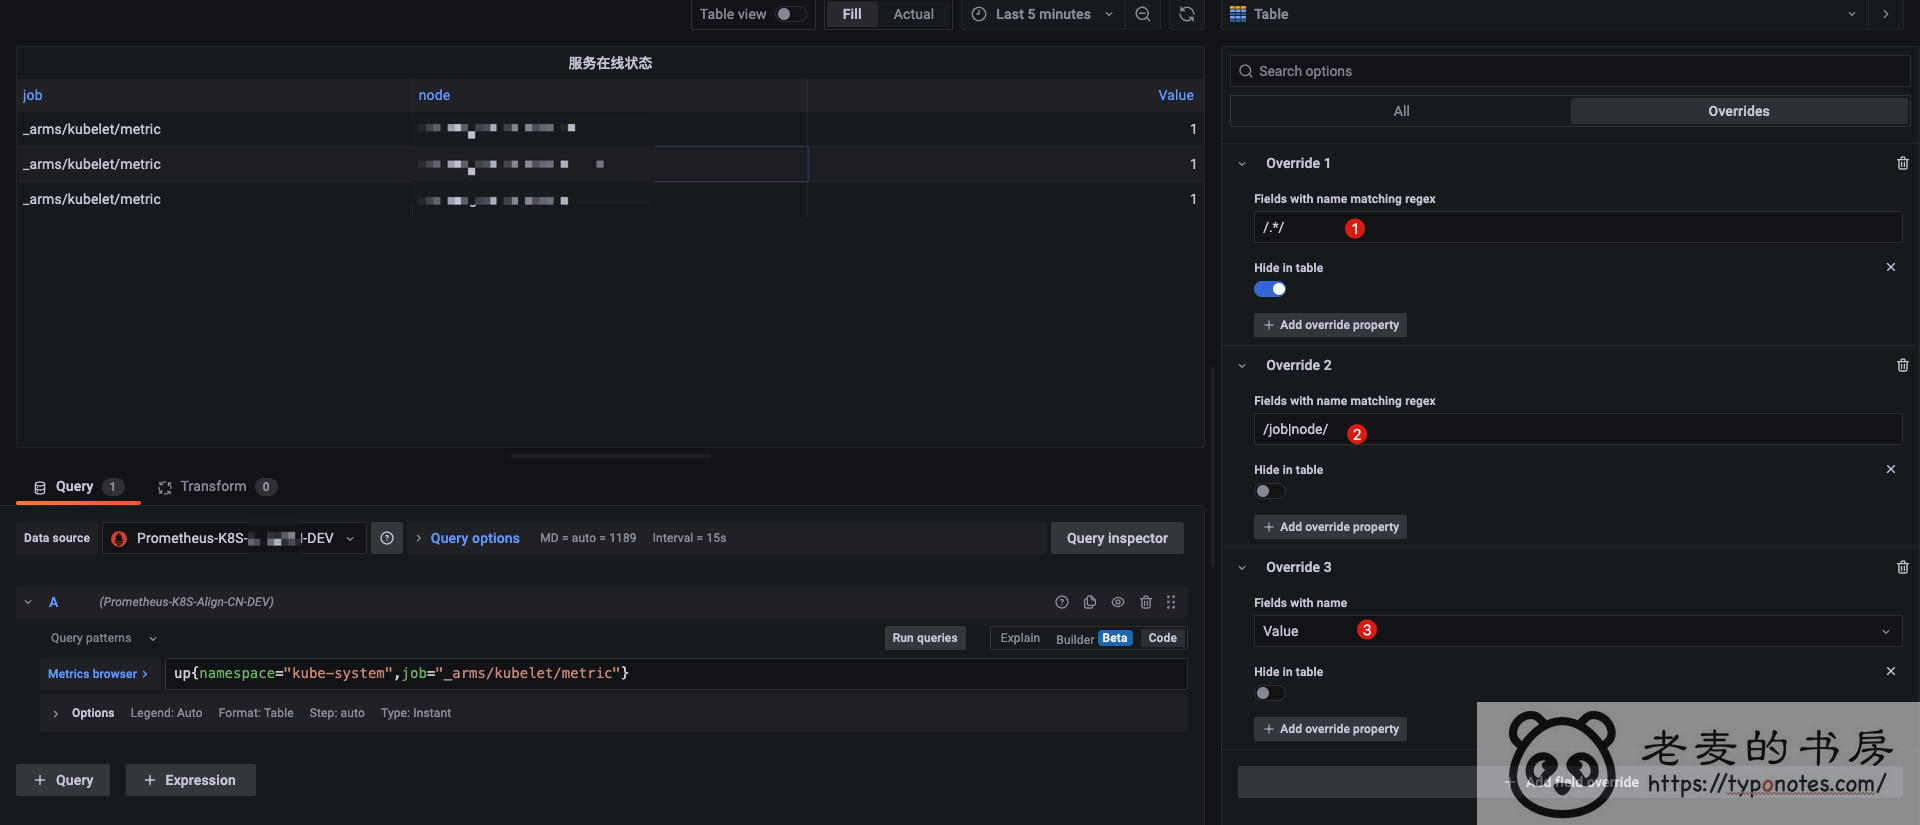 Table view
Fill
Actual
Last 5 minutes
Table
服务在线状态
job
node
Value
_arms/kubelet/metric
1
_arms/kubelet/metric
1
_arms/kubelet/metric
1
Query
1
Transform
0
Data source
Prometheus-K8S-
-DEV
Query options
MD = auto = 1189
Interval = 15s
Query inspector
A
(Prometheus-K8S-Align-CN-DEV)
Query patterns
Run queries
Explain
Builder
Beta
Code
Metrics browser >
up{namespace="kube-system",job="_arms/kubelet/metric"}
Options
Legend: Auto
Format: Table
Step: auto
Type: Instant
+ Query
+ Expression
Search options
All
Overrides
Override 1
Fields with name matching regex
/.*/
1
Hide in table
+ Add override property
Override 2
Fields with name matching regex
/job|node/
2
Hide in table
+ Add override property
Override 3
Fields with name
Value
3
Hide in table
+ Add override property
+ Add field override
老麦的书房
https://typonotes.com/